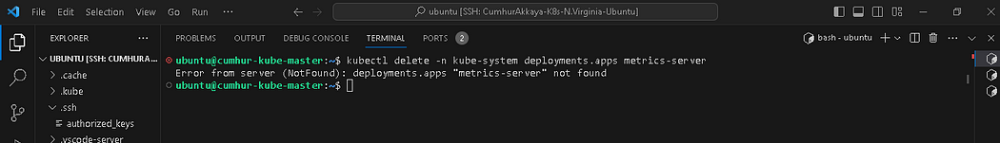 File Edit Selection View Go Run ···
ubuntu [SSH: CumhurAkkaya-K8s-N.Virginia-Ubuntu]
EXPLORER ···
PROBLEMS OUTPUT DEBUG CONSOLE TERMINAL PORTS 2
bash - ubuntu
UBUNTU [SSH: CUMHURA...
.cache
.kube
.ssh
authorized_keys
.vscode-server
ubuntu@cumhur-kube-master:~$ kubectl delete -n kube-system deployments.apps metrics-server
Error from server (NotFound): deployments.apps "metrics-server" not found
ubuntu@cumhur-kube-master:~$